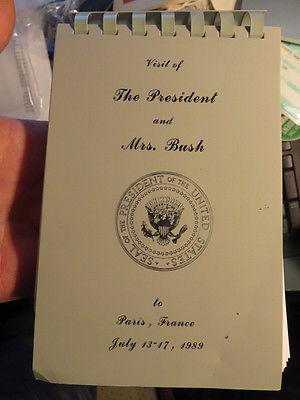 Visit of
The President
and
Mrs. Bush
SEAL OF THE PRESIDENT OF THE UNITED STATES
to
Paris, France
July 13-17, 1989